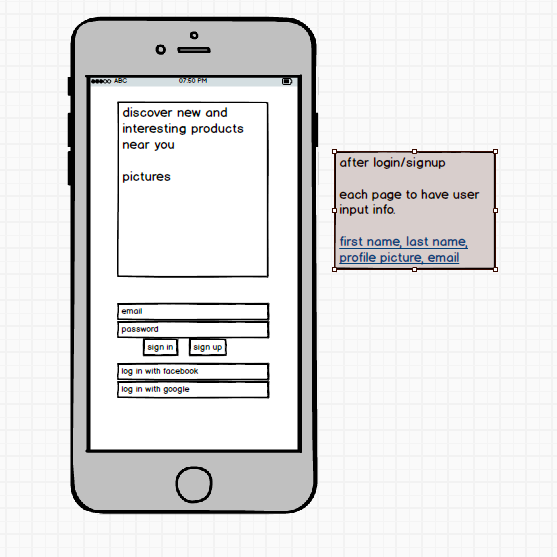 ABC 07:50 PM
discover new and
interesting products
near you
pictures
email
password
sign in sign up
log in with facebook
log in with google
after login/signup
each page to have user
input info.
first name, last name,
profile picture, email